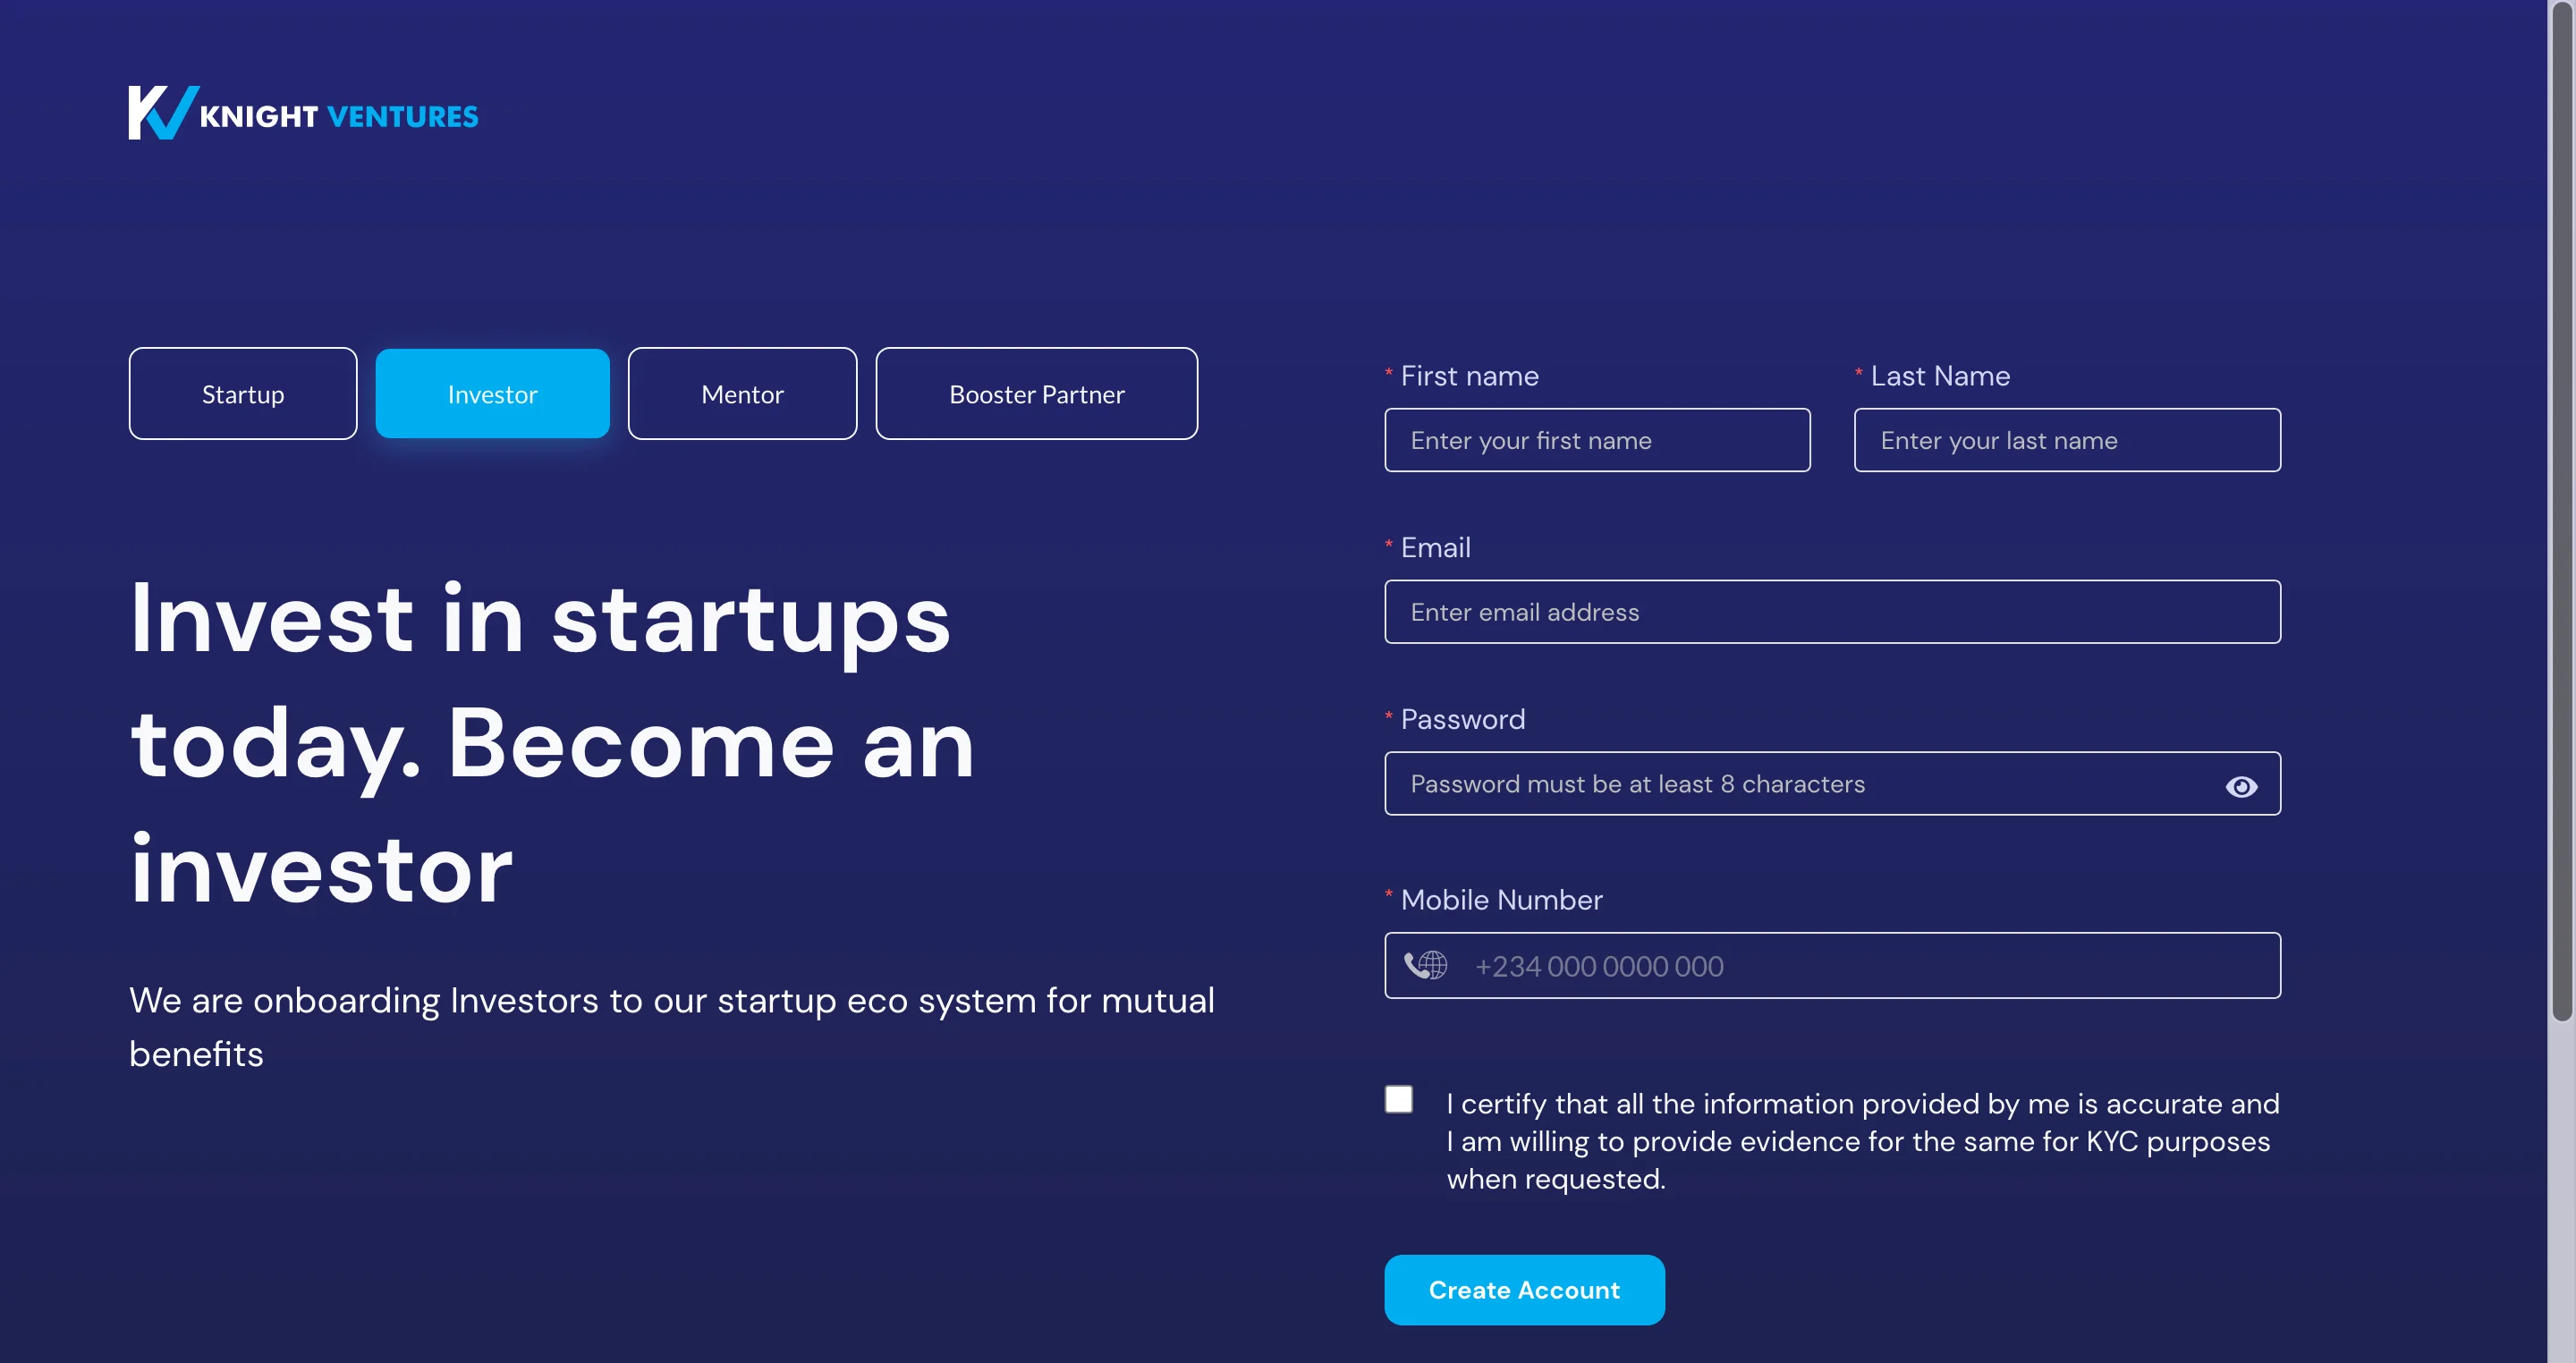 KNIGHT VENTURES
Startup
Investor
Mentor
Booster Partner
Invest in startups
today. Become an
investor
We are onboarding Investors to our startup eco system for mutual
benefits
* First name
Enter your first name
* Last Name
Enter your last name
* Email
Enter email address
* Password
Password must be at least 8 characters
* Mobile Number
+234 000 0000 000
I certify that all the information provided by me is accurate and
I am willing to provide evidence for the same for KYC purposes
when requested.
Create Account